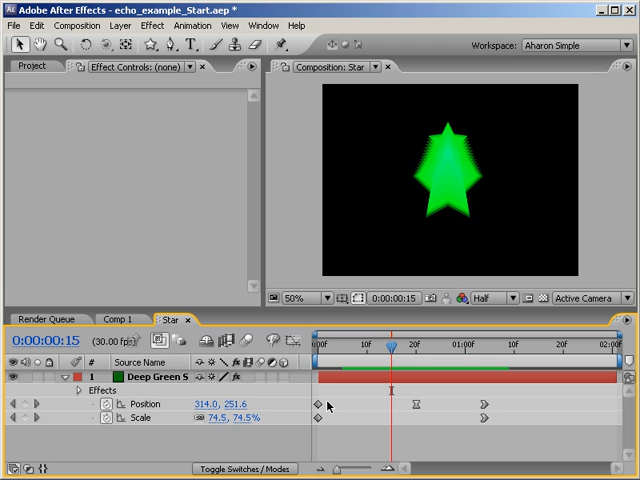 Adobe After Effects - echo_example_Start.aep *
File Edit Composition Layer Effect Animation View Window Help
Workspace: Aharon Simple
Project Effect Controls: (none) Composition: Star
50% 0:00:00:15 Half Active Camera
Render Queue Comp 1 Star
0:00:00:15 (30.00 fp
:00f 10f 20f 01:00f 10f 20f 02:00f
# Source Name
1 Deep Green S
Effects
Position 314.0, 251.6
Scale 74.5, 74.5%
Toggle Switches / Modes